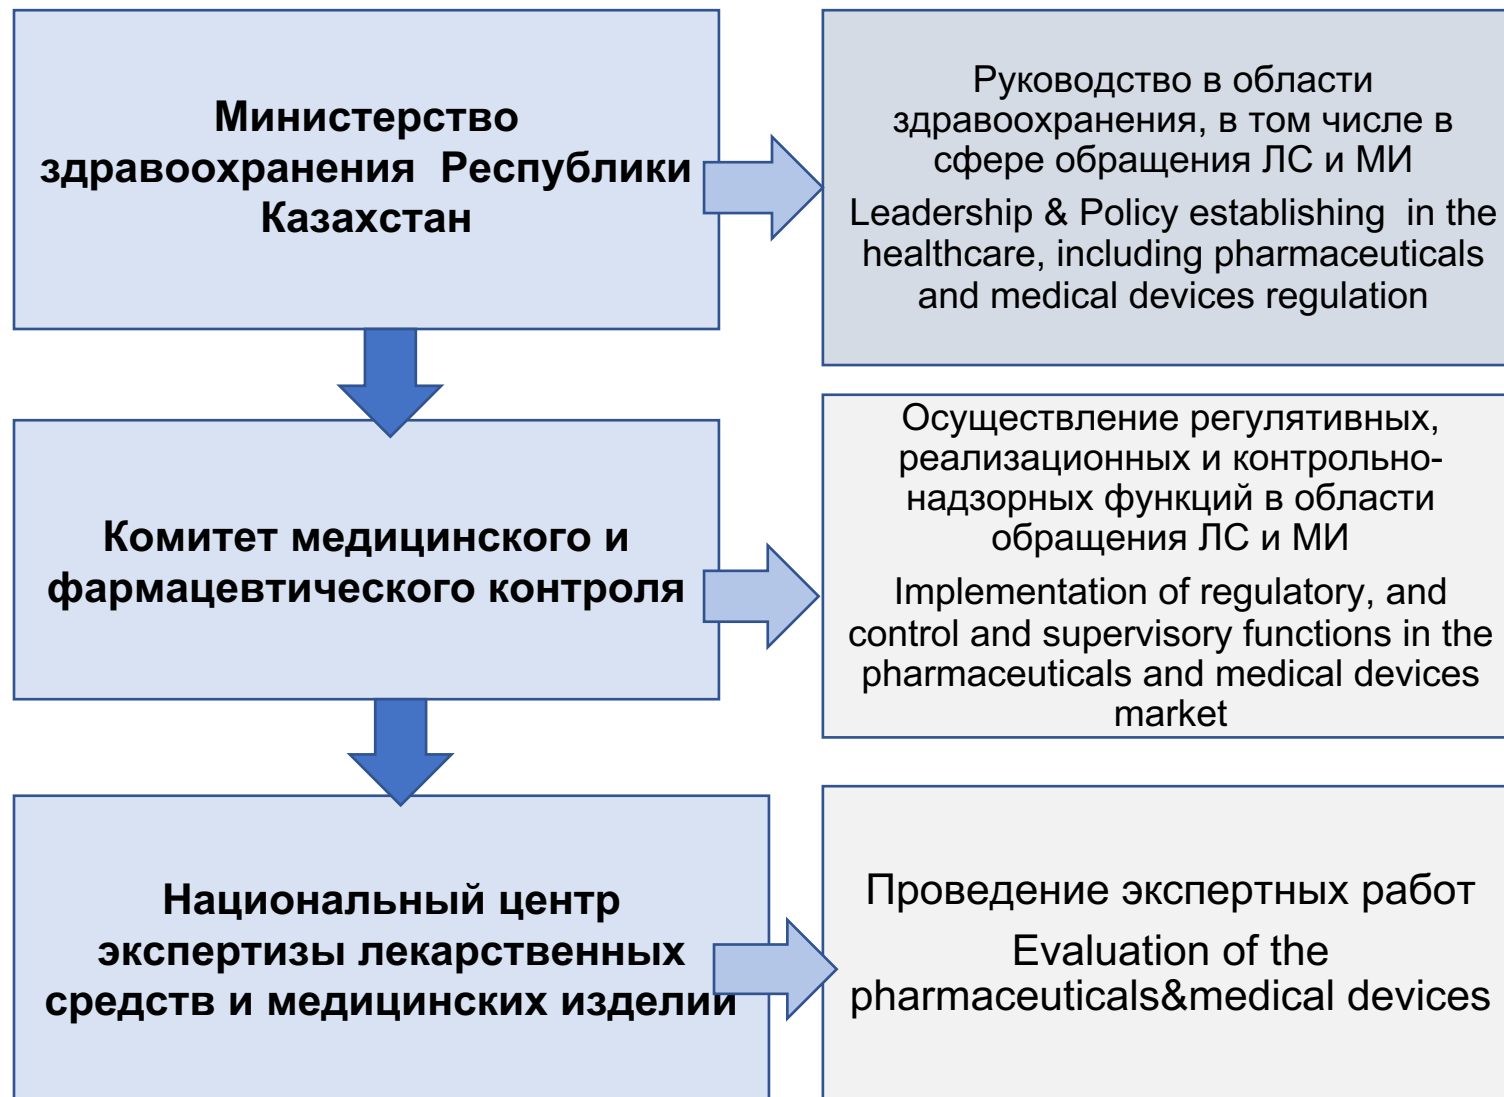 Министерство
здравоохранения Республики
Казахстан
Руководство в области
здравоохранения, в том числе в
сфере обращения ЛС и МИ
Leadership & Policy establishing in the
healthcare, including pharmaceuticals
and medical devices regulation
Комитет медицинского и
фармацевтического контроля
Осуществление регулятивных,
реализационных и контрольно-
надзорных функций в области
обращения ЛС и МИ
Implementation of regulatory, and
control and supervisory functions in the
pharmaceuticals and medical devices
market
Национальный центр
экспертизы лекарственных
средств и медицинских изделий
Проведение экспертных работ
Evaluation of the
pharmaceuticals&medical devices